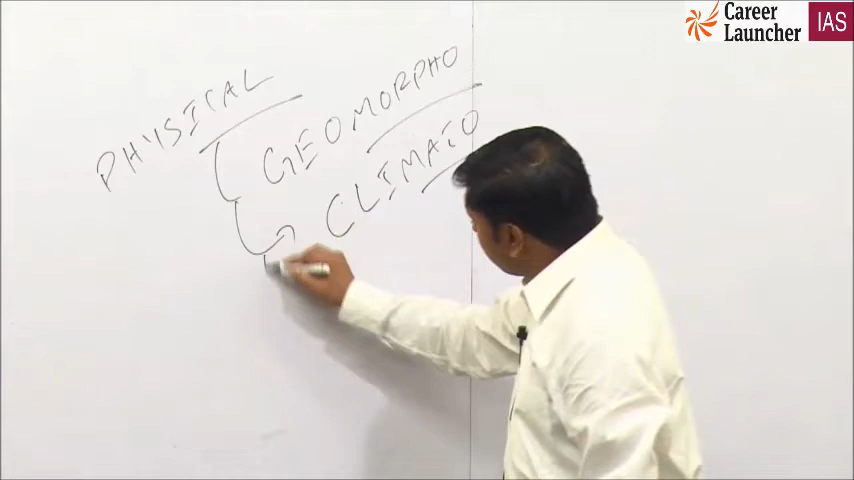 Career
Launcher
IAS
PHYSICAL
GEOMORPHO
CLIMATO